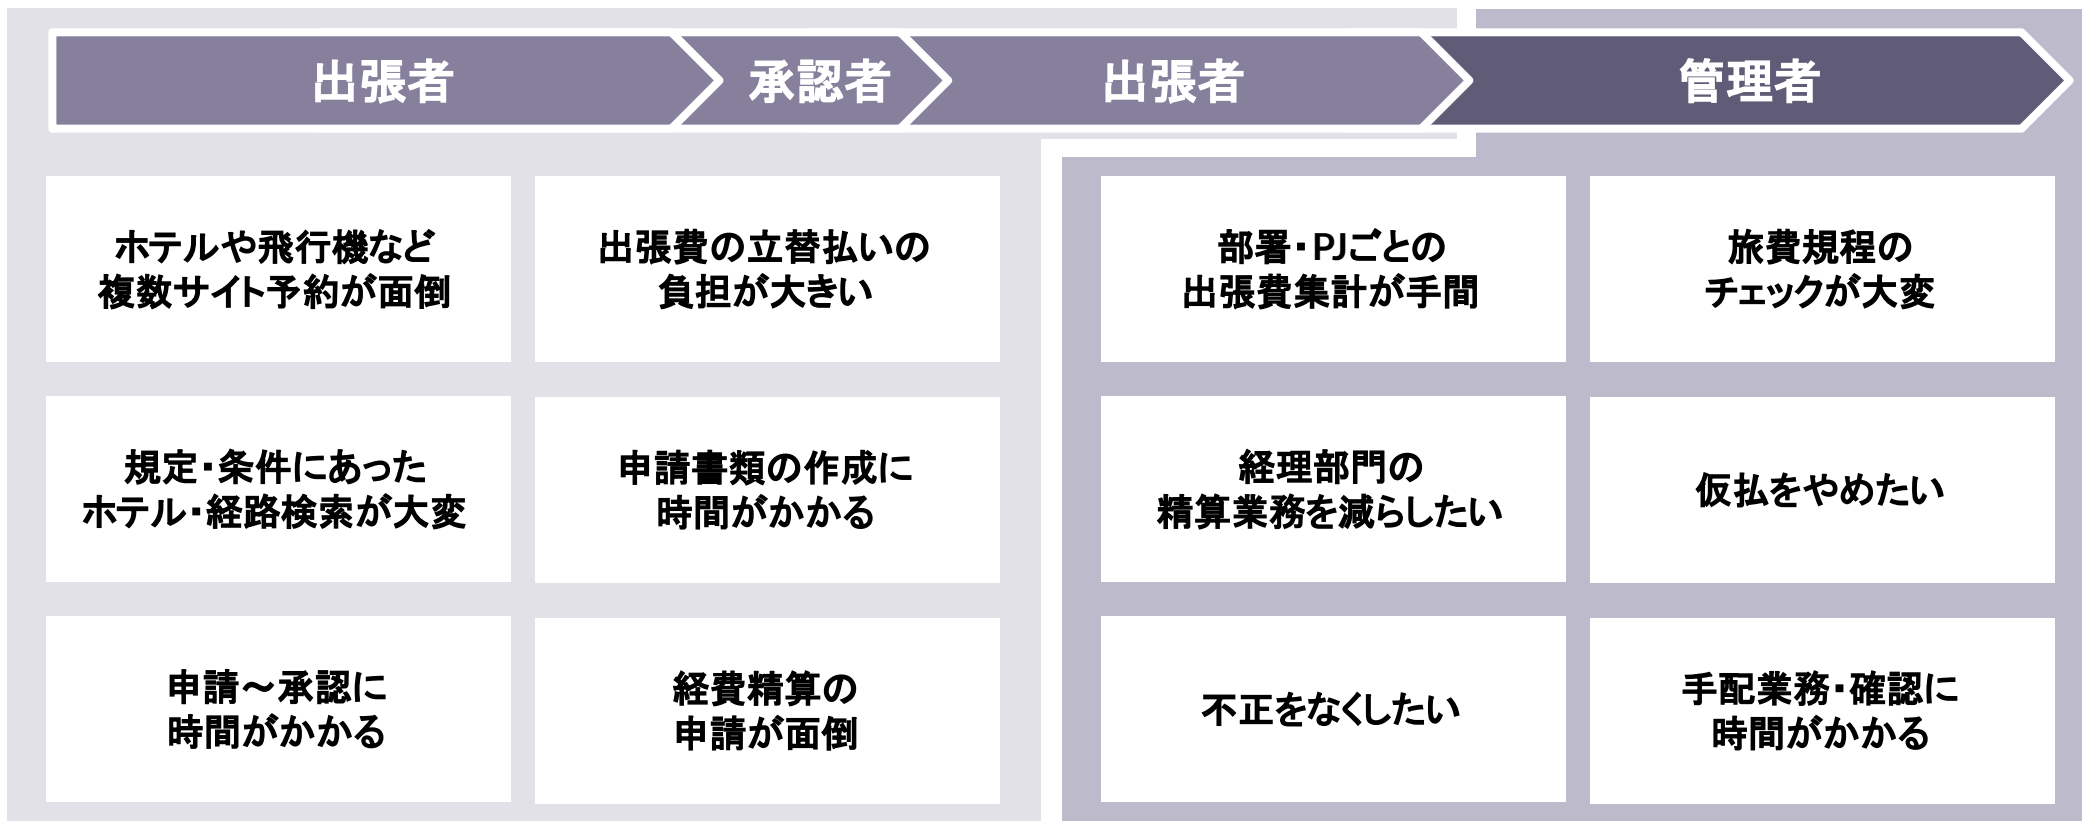 出張者
承認者
出張者
管理者
ホテルや飛行機など
複数サイト予約が面倒
出張費の立替払いの
負担が大きい
部署・PJごとの
出張費集計が手間
旅費規程の
チェックが大変
規定・条件にあった
ホテル・経路検索が大変
申請書類の作成に
時間がかかる
経理部門の
精算業務を減らしたい
仮払をやめたい
申請～承認に
時間がかかる
経費精算の
申請が面倒
不正をなくしたい
手配業務・確認に
時間がかかる